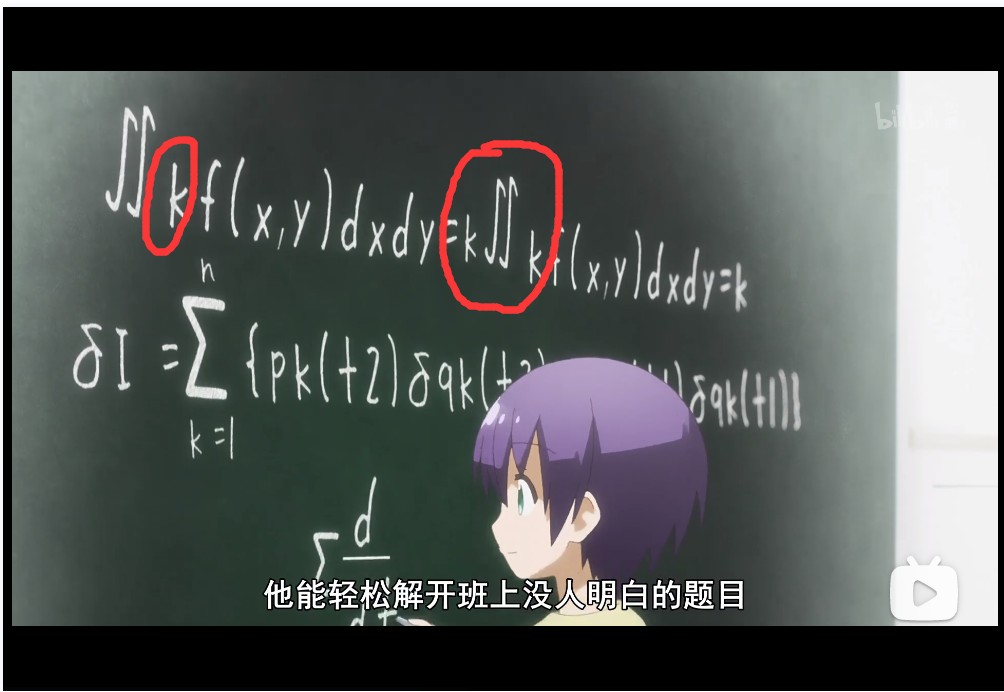 bilibili
∬kf(x,y)dxdy=k∬kf(x,y)dxdy=k
n
δI=Σ{pk(t2)δqk(t2) δqk(t1)}
k=1
d
他能轻松解开班上没人明白的题目
dt